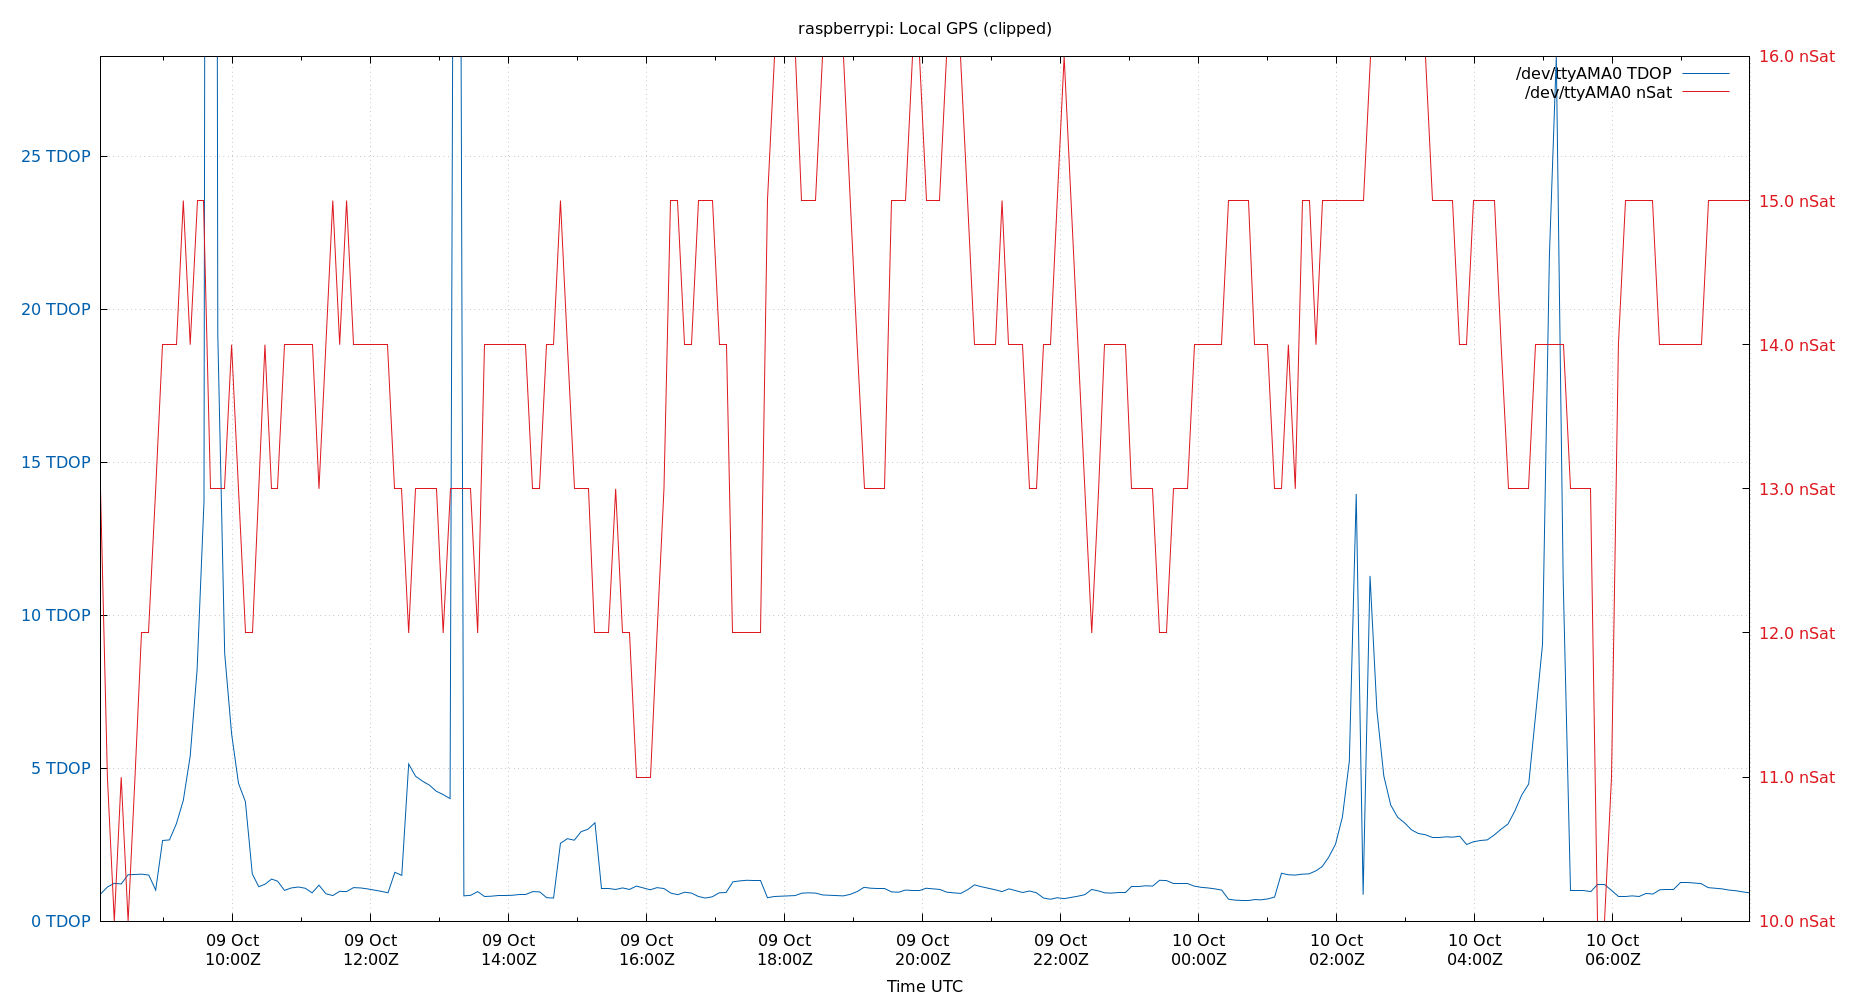 raspberrypi: Local GPS (clipped)
16.0 nSat
/dev/ttyAMA0 TDOP
/dev/ttyAMA0 nSat
25 TDOP
15.0 nSat
20 TDOP
14.0 nSat
15 TDOP
13.0 nSat
10 TDOP
12.0 nSat
5 TDOP
11.0 nSat
0 TDOP
10.0 nSat
09 Oct 09 Oct 09 Oct 09 Oct 09 Oct 09 Oct 09 Oct 10 Oct 10 Oct 10 Oct 10 Oct
10:00Z 12:00Z 14:00Z 16:00Z 18:00Z 20:00Z 22:00Z 00:00Z 02:00Z 04:00Z 06:00Z
Time UTC